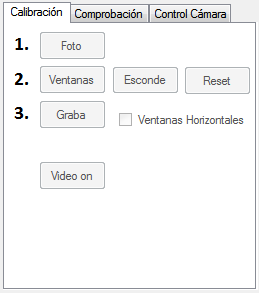 Calibración Comprobación Control Cámara
1. Foto
2. Ventanas Esconde Reset
3. Graba Ventanas Horizontales
Video on